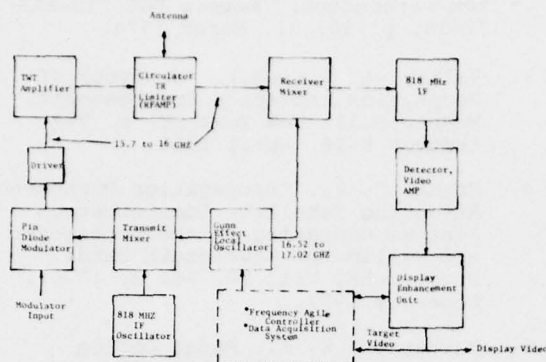 Antenna
TWT
Amplifier
Circulator
TR
Limiter
(RFAMP)
Receiver
Mixer
818 MHz
IF
15.7 to 16 GHZ
Driver
Detector,
Video
AMP
Pin
Diode
Modulator
Transmit
Mixer
Gunn
Effect
Local
Oscillator
16.52 to
17.02 GHZ
Display
Enhancement
Unit
Modulator
Input
818 MHZ
IF
Oscillator
*Frequency Agile
Controller
*Data Acquisition
System
Target
Video
Display Video